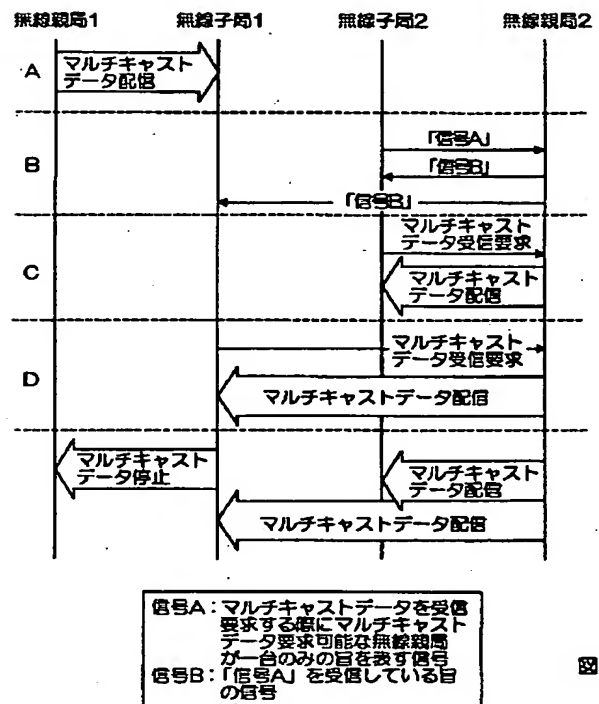 無線親局1 無線子局1 無線子局2 無線親局2
A
マルチキャスト
データ配信
B
「信号A」
「信号B」
「信号B」
C
マルチキャスト
データ受信要求
マルチキャスト
データ配信
D
マルチキャスト
データ受信要求
マルチキャストデータ配信
マルチキャスト
データ停止
マルチキャスト
データ配信
マルチキャストデータ配信
信号A:マルチキャストデータを受信
要求する際にマルチキャスト
データ要求可能な無線親局
が一台のみの旨を表す信号
信号B:「信号A」を受信している旨
の信号
図